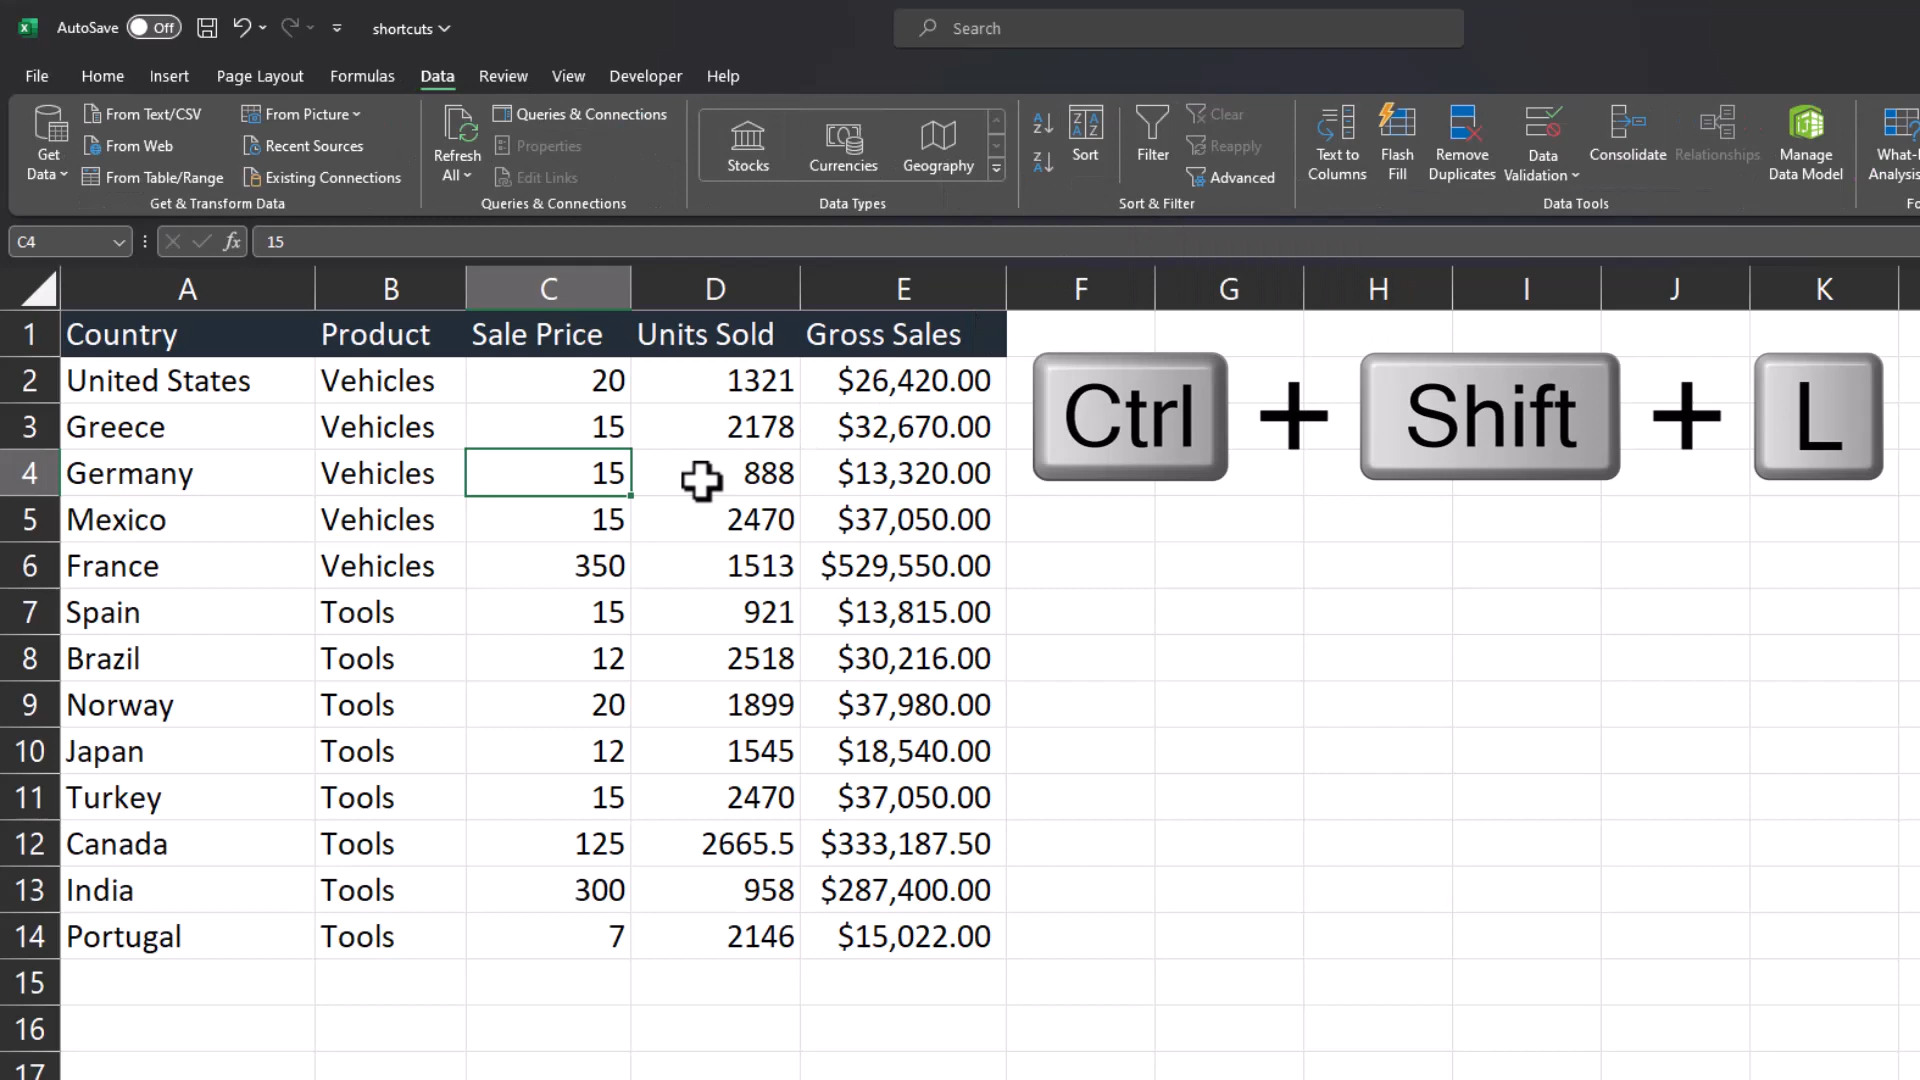 AutoSave Off shortcuts Search
File Home Insert Page Layout Formulas Data Review View Developer Help
Get Data
From Text/CSV
From Web
From Table/Range
From Picture
Recent Sources
Existing Connections
Get & Transform Data
Refresh All
Queries & Connections
Properties
Edit Links
Queries & Connections
Stocks Currencies Geography
Data Types
Sort
Filter
Clear
Reapply
Advanced
Sort & Filter
Text to Columns
Flash Fill
Remove Duplicates
Data Validation
Consolidate
Relationships
Manage Data Model
Data Tools
C4 fx 15
A B C D E F G H I J K
1 Country Product Sale Price Units Sold Gross Sales
2 United States Vehicles 20 1321 $26,420.00
3 Greece Vehicles 15 2178 $32,670.00
Ctrl + Shift + L
4 Germany Vehicles 15 888 $13,320.00
5 Mexico Vehicles 15 2470 $37,050.00
6 France Vehicles 350 1513 $529,550.00
7 Spain Tools 15 921 $13,815.00
8 Brazil Tools 12 2518 $30,216.00
9 Norway Tools 20 1899 $37,980.00
10 Japan Tools 12 1545 $18,540.00
11 Turkey Tools 15 2470 $37,050.00
12 Canada Tools 125 2665.5 $333,187.50
13 India Tools 300 958 $287,400.00
14 Portugal Tools 7 2146 $15,022.00
15
16
17